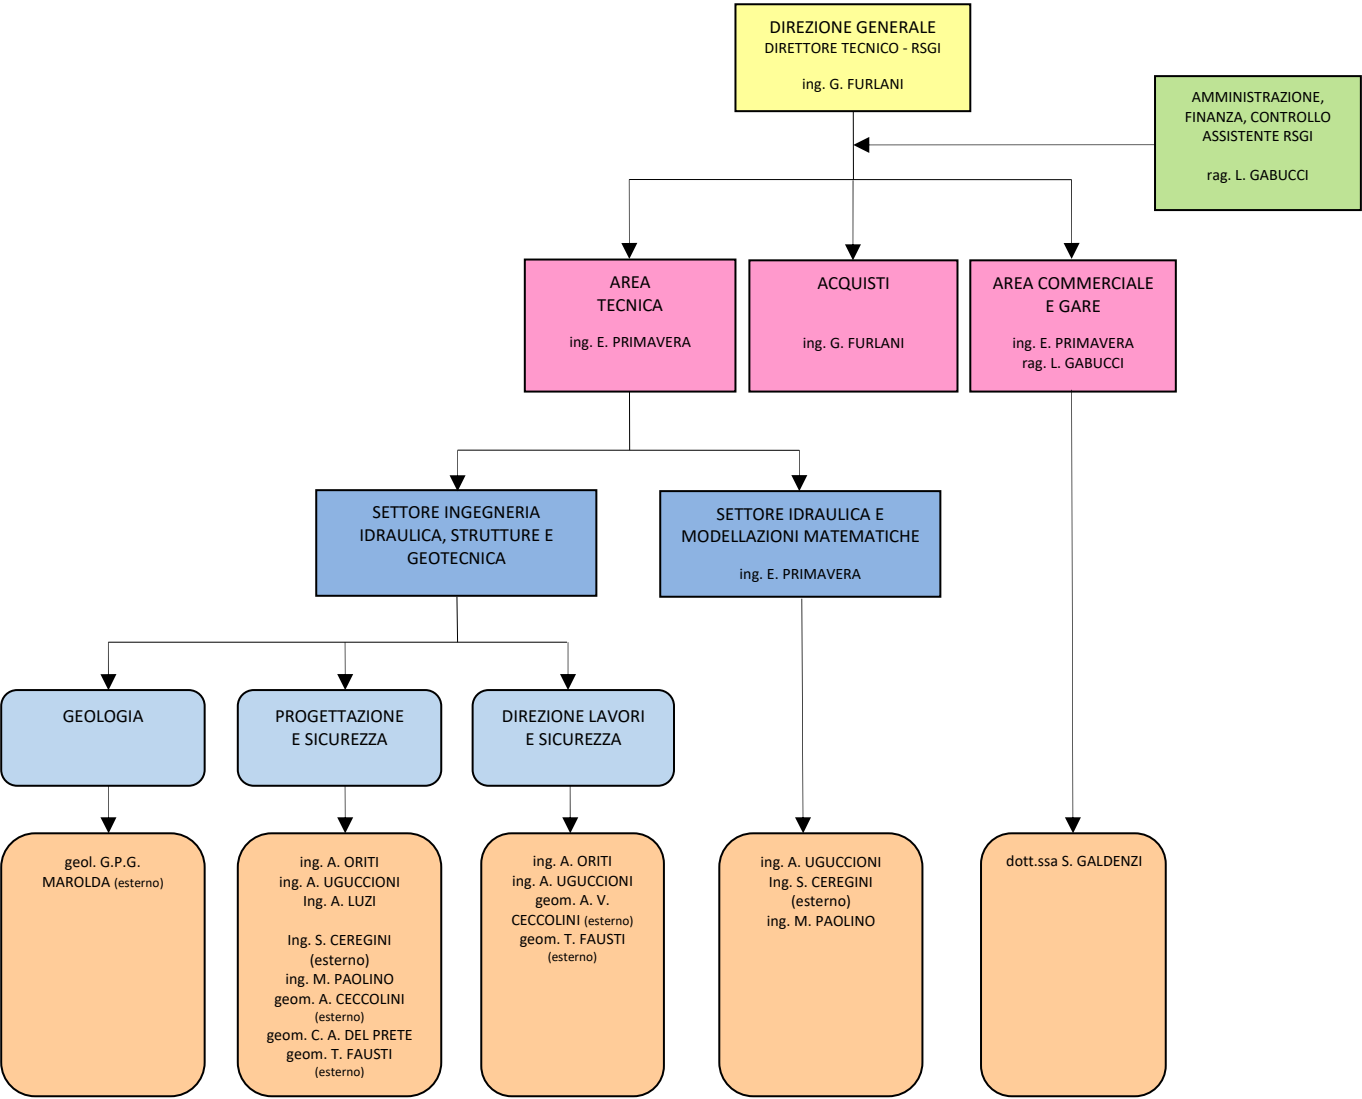 DIREZIONE GENERALE
DIRETTORE TECNICO - RSGI
ing. G. FURLANI
AMMINISTRAZIONE,
FINANZA, CONTROLLO
ASSISTENTE RSGI
rag. L. GABUCCI
AREA
TECNICA
ing. E. PRIMAVERA
ACQUISTI
ing. G. FURLANI
AREA COMMERCIALE
E GARE
ing. E. PRIMAVERA
rag. L. GABUCCI
SETTORE INGEGNERIA
IDRAULICA, STRUTTURE E
GEOTECNICA
SETTORE IDRAULICA E
MODELLAZIONI MATEMATICHE
ing. E. PRIMAVERA
GEOLOGIA
PROGETTAZIONE
E SICUREZZA
DIREZIONE LAVORI
E SICUREZZA
geol. G.P.G.
MAROLDA (esterno)
ing. A. ORITI
ing. A. UGUCCIONI
Ing. A. LUZI
Ing. S. CEREGINI
(esterno)
ing. M. PAOLINO
geom. A. CECCOLINI
(esterno)
geom. C. A. DEL PRETE
geom. T. FAUSTI
(esterno)
ing. A. ORITI
ing. A. UGUCCIONI
geom. A. V.
CECCOLINI (esterno)
geom. T. FAUSTI
(esterno)
ing. A. UGUCCIONI
Ing. S. CEREGINI
(esterno)
ing. M. PAOLINO
dott.ssa S. GALDENZI